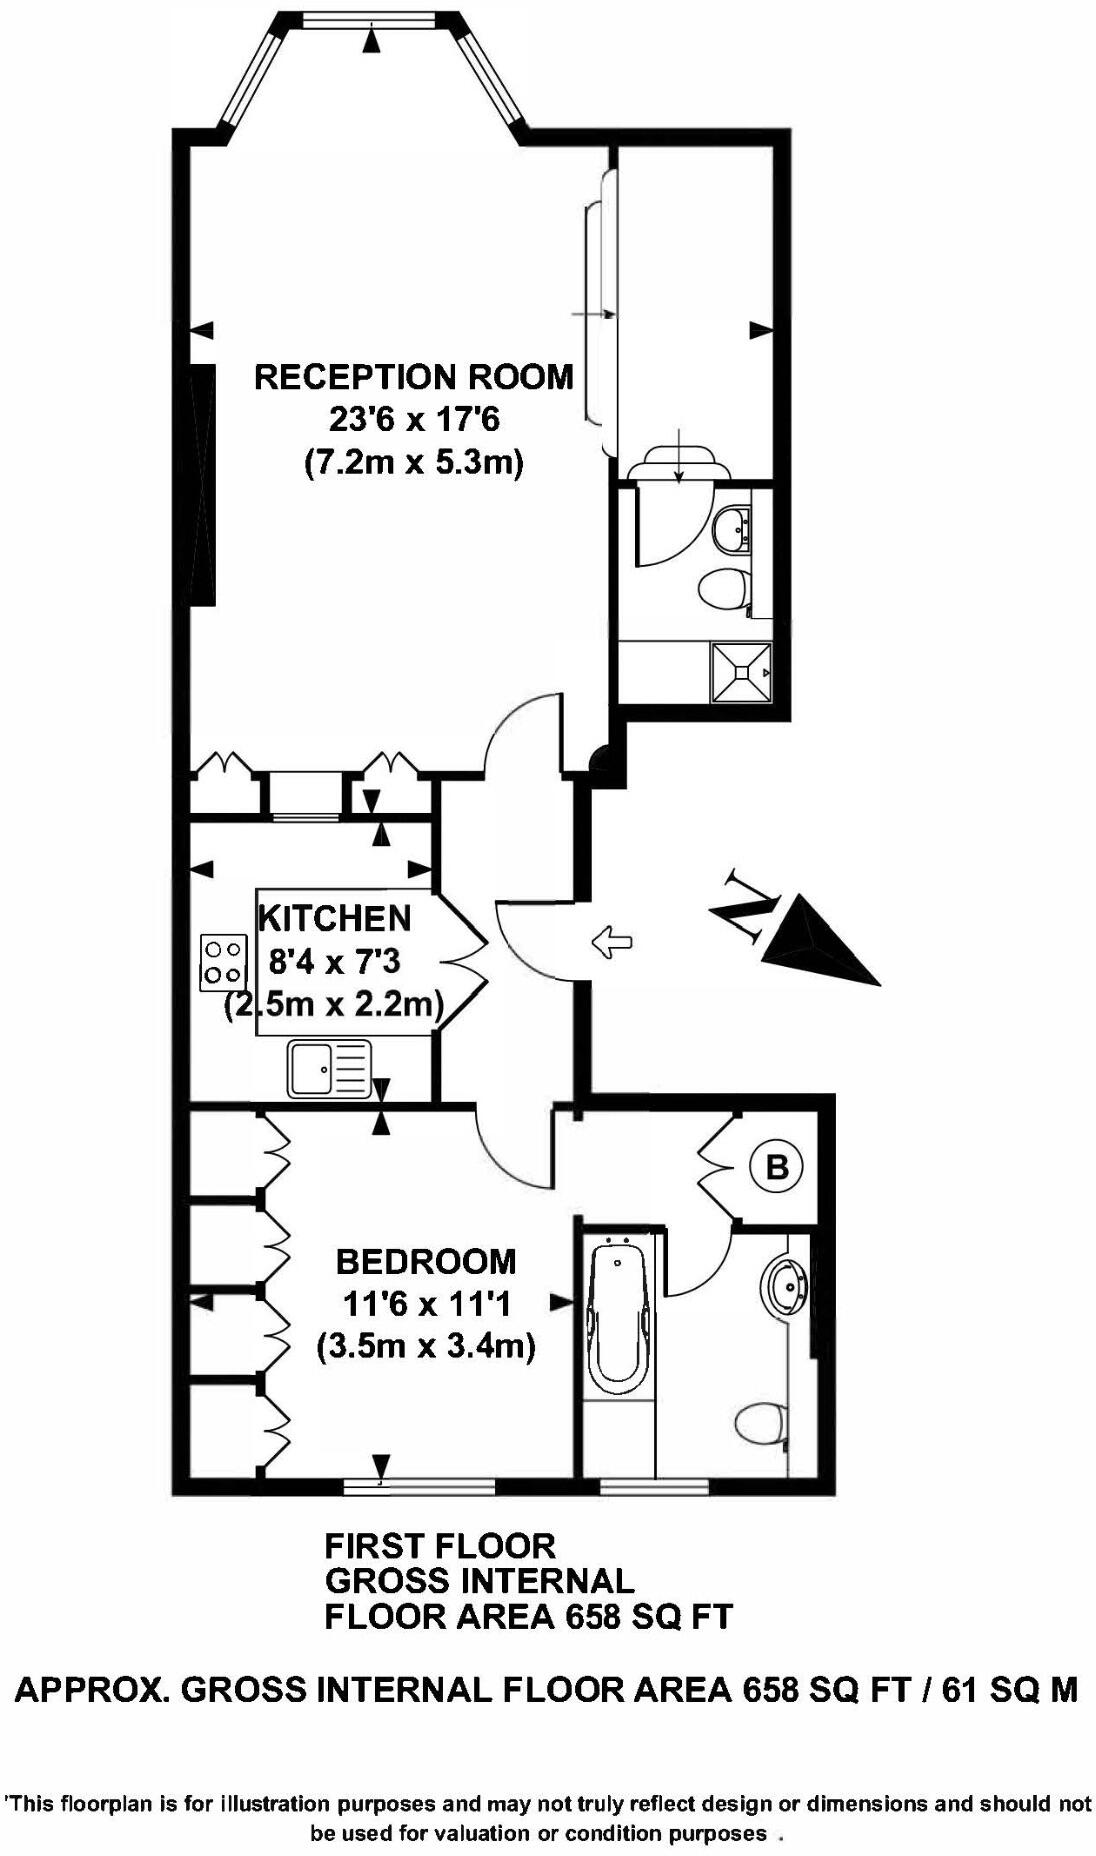 RECEPTION ROOM
23'6 x 17'6
(7.2m x 5.3m)
KITCHEN
8'4 x 7'3
(2.5m x 2.2m)
N
B
BEDROOM
11'6 x 11'1
(3.5m x 3.4m)
FIRST FLOOR
GROSS INTERNAL
FLOOR AREA 658 SQ FT
APPROX. GROSS INTERNAL FLOOR AREA 658 SQ FT / 61 SQ M
'This floorplan is for illustration purposes and may not truly reflect design or dimensions and should not
be used for valuation or condition purposes .